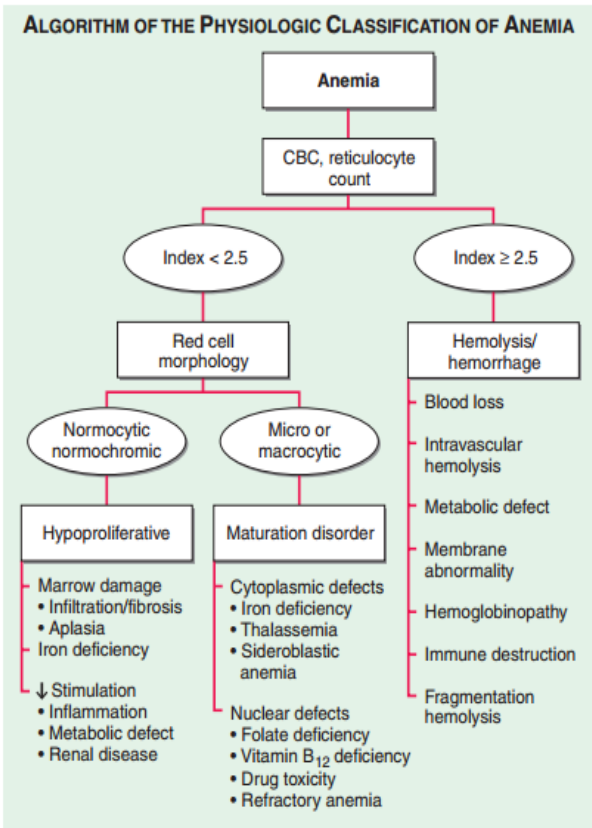 ALGORITHM OF THE PHYSIOLOGIC CLASSIFICATION OF ANEMIA
Anemia
CBC, reticulocyte
count
Index < 2.5
Index ≥ 2.5
Red cell
morphology
Hemolysis/
hemorrhage
Normocytic
normochromic
Micro or
macrocytic
Hypoproliferative
Marrow damage
• Infiltration/fibrosis
• Aplasia
Iron deficiency
↓ Stimulation
• Inflammation
• Metabolic defect
• Renal disease
Maturation disorder
Cytoplasmic defects
• Iron deficiency
• Thalassemia
• Sideroblastic
anemia
Nuclear defects
• Folate deficiency
• Vitamin B12 deficiency
• Drug toxicity
• Refractory anemia
Blood loss
Intravascular
hemolysis
Metabolic defect
Membrane
abnormality
Hemoglobinopathy
Immune destruction
Fragmentation
hemolysis